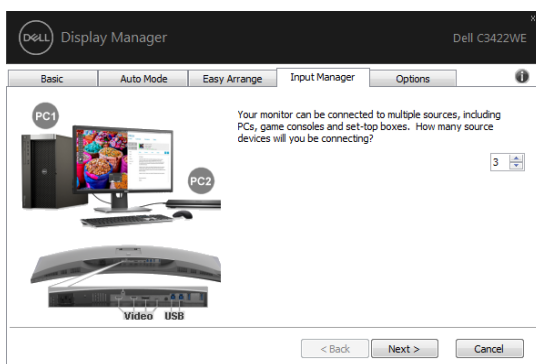 DELL Display Manager
Dell C3422WE
x
Basic
Auto Mode
Easy Arrange
Input Manager
Options
i
PC1
PC2
Video
USB
Your monitor can be connected to multiple sources, including
PCs, game consoles and set-top boxes. How many source
devices will you be connecting?
3
< Back
Next >
Cancel